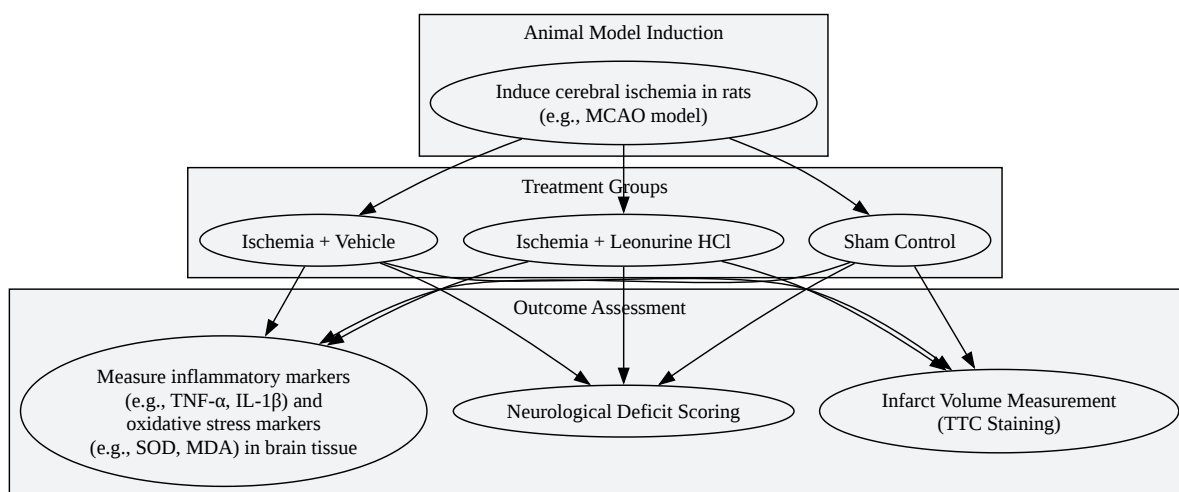 Animal Model Induction
Induce cerebral ischemia in rats
(e.g., MCAO model)
Treatment Groups
Ischemia + Vehicle
Ischemia + Leonurine HCl
Sham Control
Outcome Assessment
Measure inflammatory markers
(e.g., TNF-α, IL-1β) and
oxidative stress markers
(e.g., SOD, MDA) in brain tissue
Neurological Deficit Scoring
Infarct Volume Measurement
(TTC Staining)